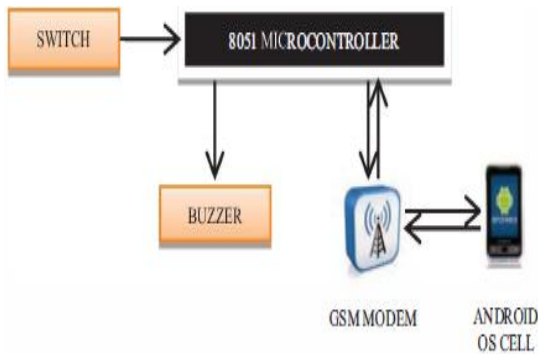 SWITCH
8051 MICROCONTROLLER
BUZZER
GSM MODEM
ANDROID
OS CELL